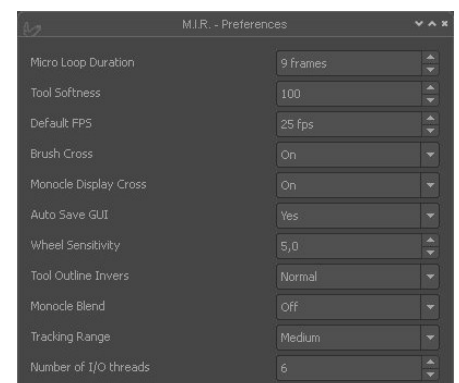 M.I.R. - Preferences
Micro Loop Duration 9 frames
Tool Softness 100
Default FPS 25 fps
Brush Cross On
Monocle Display Cross On
Auto Save GUI Yes
Wheel Sensitivity 5,0
Tool Outline Invers Normal
Monocle Blend Off
Tracking Range Medium
Number of I/O threads 6